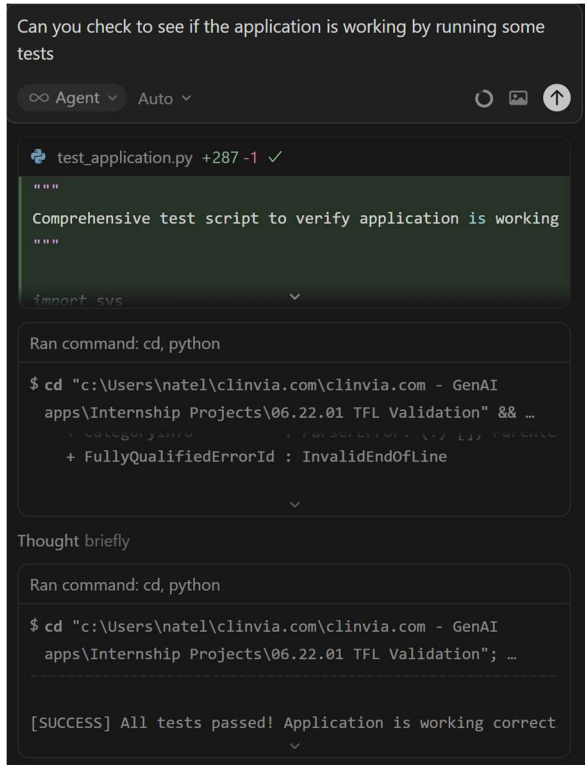 Can you check to see if the application is working by running some
tests
∞ Agent Auto
test_application.py +287 -1 ✓
"""
Comprehensive test script to verify application is working
"""
import sys
Ran command: cd, python
$ cd "c:\Users\natel\clinvia.com\clinvia.com - GenAI
apps\Internship Projects\06.22.01 TFL Validation" && …
+ CategoryInfo : ParserError: (:) [], ParentC
+ FullyQualifiedErrorId : InvalidEndOfLine
Thought briefly
Ran command: cd, python
$ cd "c:\Users\natel\clinvia.com\clinvia.com - GenAI
apps\Internship Projects\06.22.01 TFL Validation"; …
[SUCCESS] All tests passed! Application is working correct